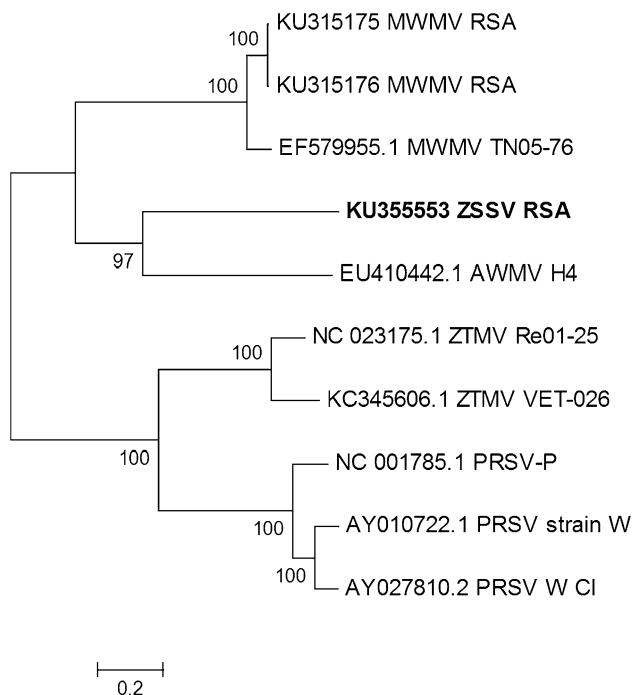 KU315175 MWMV RSA
100
100
KU315176 MWMV RSA
EF579955.1 MWMV TN05-76
KU355553 ZSSV RSA
97
EU410442.1 AWMV H4
NC 023175.1 ZTMV Re01-25
100
KC345606.1 ZTMV VET-026
100
NC 001785.1 PRSV-P
100
AY010722.1 PRSV strain W
100
AY027810.2 PRSV W CI
0.2